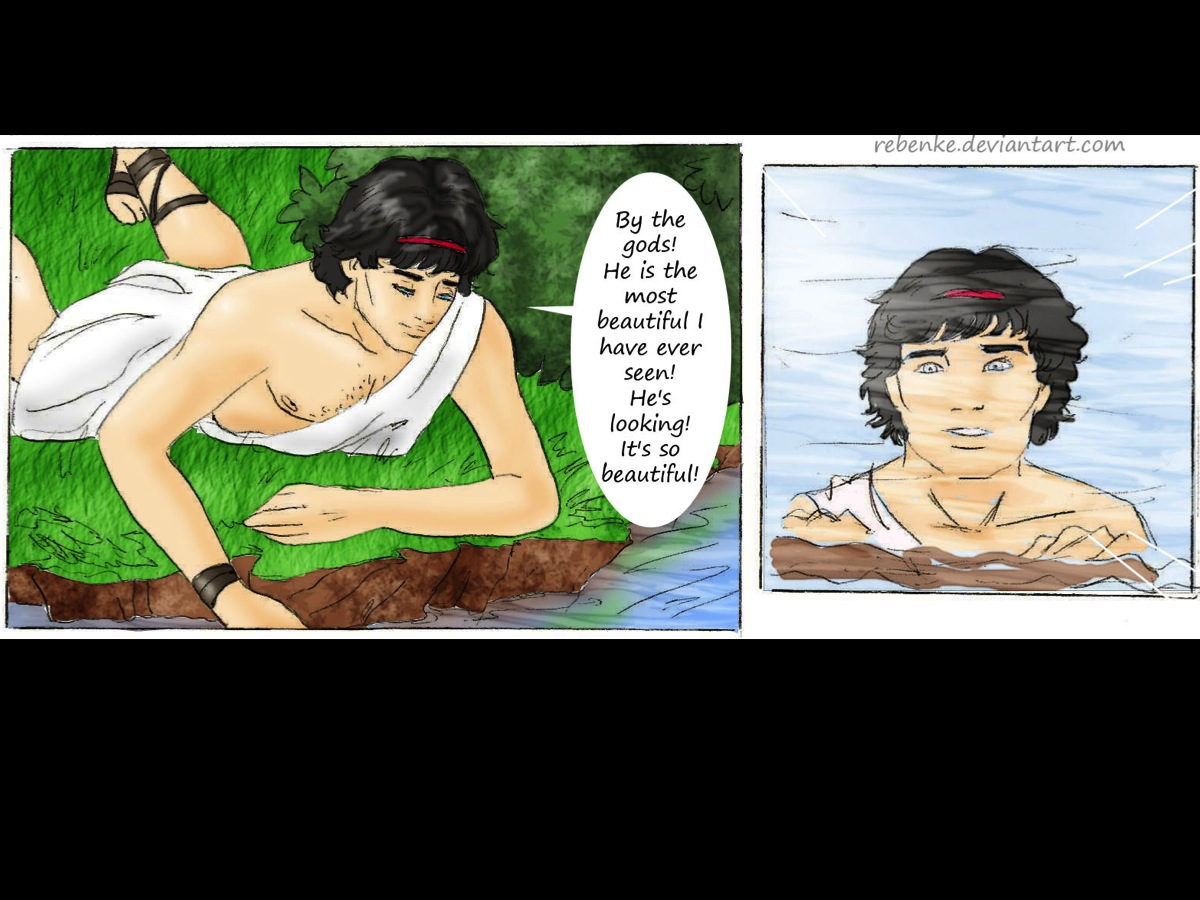 rebenke.deviantart.com
By the
gods!
He is the
most
beautiful I
have ever
seen!
He's
looking!
It's so
beautiful!